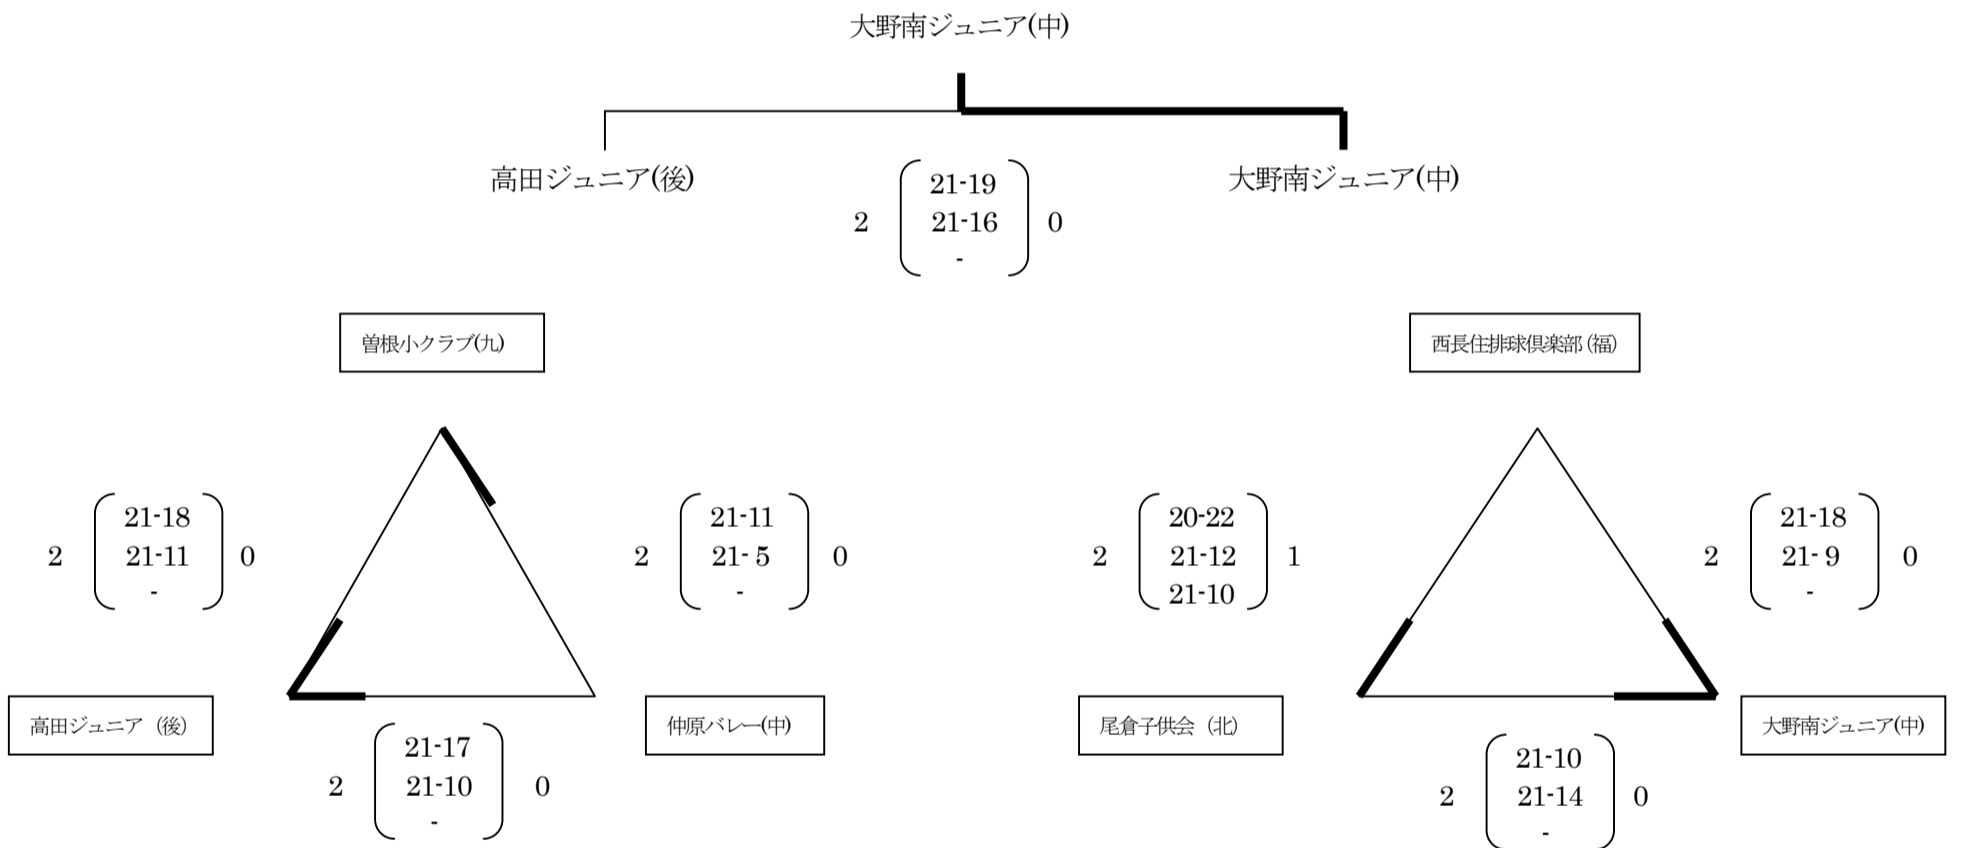 大野南ジュニア(中)
高田ジュニア(後)
大野南ジュニア(中)
21-19
2 21-16 0
-
曽根小クラブ(九)
西長住排球倶楽部(福)
21-18
2 21-11 0
-
21-11
2 21- 5 0
-
20-22
2 21-12 1
21-10
21-18
2 21- 9 0
-
高田ジュニア (後)
仲原バレー(中)
尾倉子供会 (北)
大野南ジュニア(中)
21-17
2 21-10 0
-
21-10
2 21-14 0
-